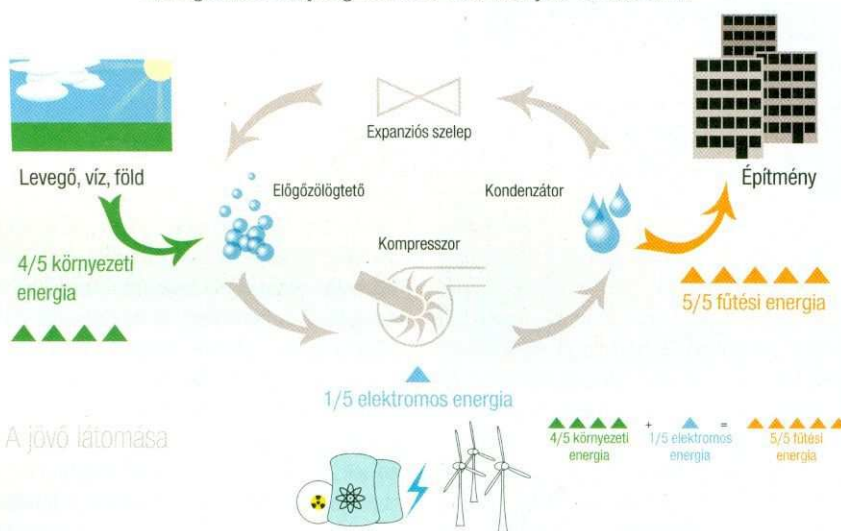 Expanziós szelep
Levegő, víz, föld
Előgőzölögtető
Kondenzátor
Építmény
Kompresszor
4/5 környezeti
energia
5/5 fűtési energia
1/5 elektromos energia
A jövő látomása
+ =
4/5 környezeti
energia
1/5 elektromos
energia
5/5 fűtési
energia